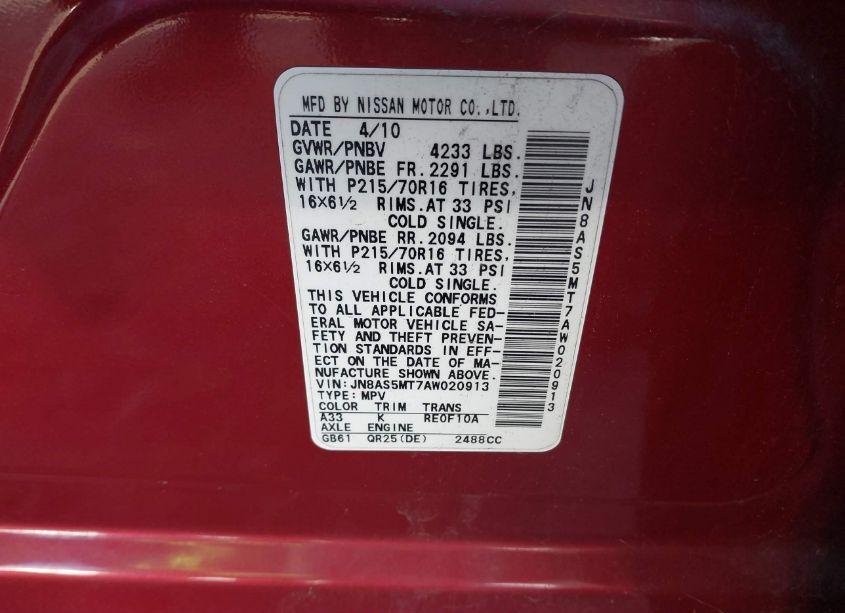 MFD BY NISSAN MOTOR CO.,LTD.
DATE 4/10
GVWR/PNBV 4233 LBS.
GAWR/PNBE FR.2291 LBS.
WITH P215/70R16 TIRES,
16X6½ RIMS.AT 33 PSI
COLD SINGLE.
GAWR/PNBE RR.2094 LBS.
WITH P215/70R16 TIRES,
16X6½ RIMS.AT 33 PSI
COLD SINGLE.
THIS VEHICLE CONFORMS
TO ALL APPLICABLE FED-
ERAL MOTOR VEHICLE SA-
FETY AND THEFT PREVEN-
TION STANDARDS IN EFF-
ECT ON THE DATE OF MA-
NUFACTURE SHOWN ABOVE.
VIN:JN8AS5MT7AW020913
TYPE:MPV
COLOR TRIM TRANS
A33 K RE0F10A
AXLE ENGINE
GB61 QR25(DE) 2488CC
JN8AS5MT7AW020913